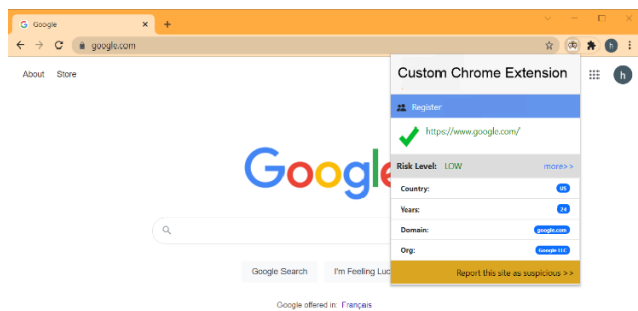 Google
google.com
h
About Store
h
Custom Chrome Extension
Register
https://www.google.com/
Risk Level: LOW more>>
Country: US
Years: 24
Domain: google.com
Org: Google LLC
Report this site as suspicious >>
Google
Google Search I'm Feeling Luc
Google offered in: Français